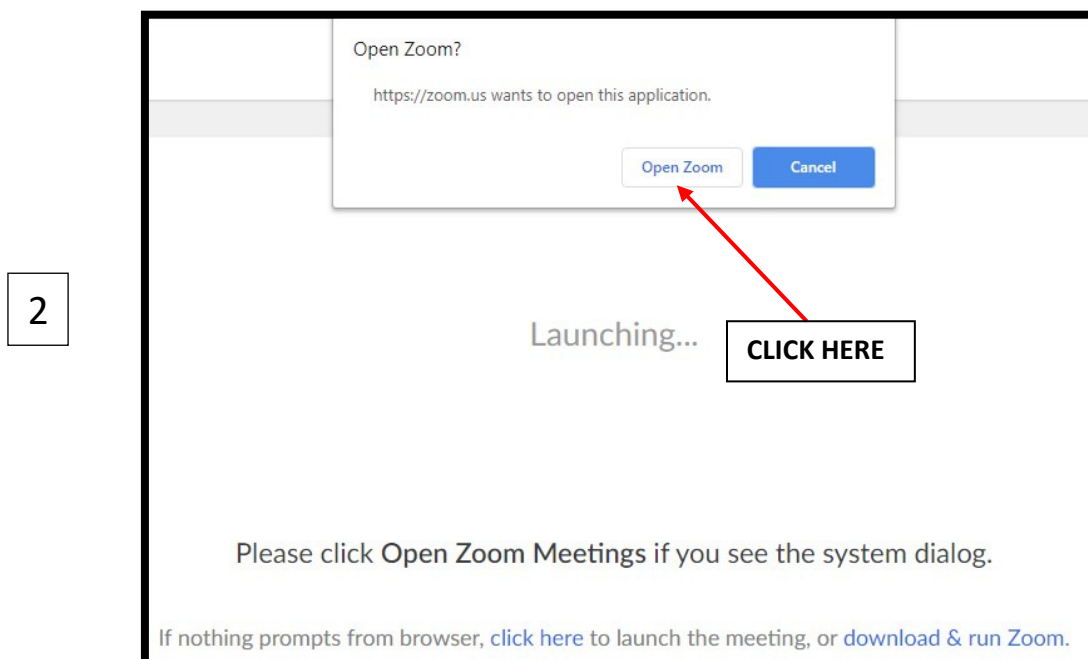 Open Zoom?
https://zoom.us wants to open this application.
Open Zoom Cancel
2
Launching...
CLICK HERE
Please click Open Zoom Meetings if you see the system dialog.
If nothing prompts from browser, click here to launch the meeting, or download & run Zoom.